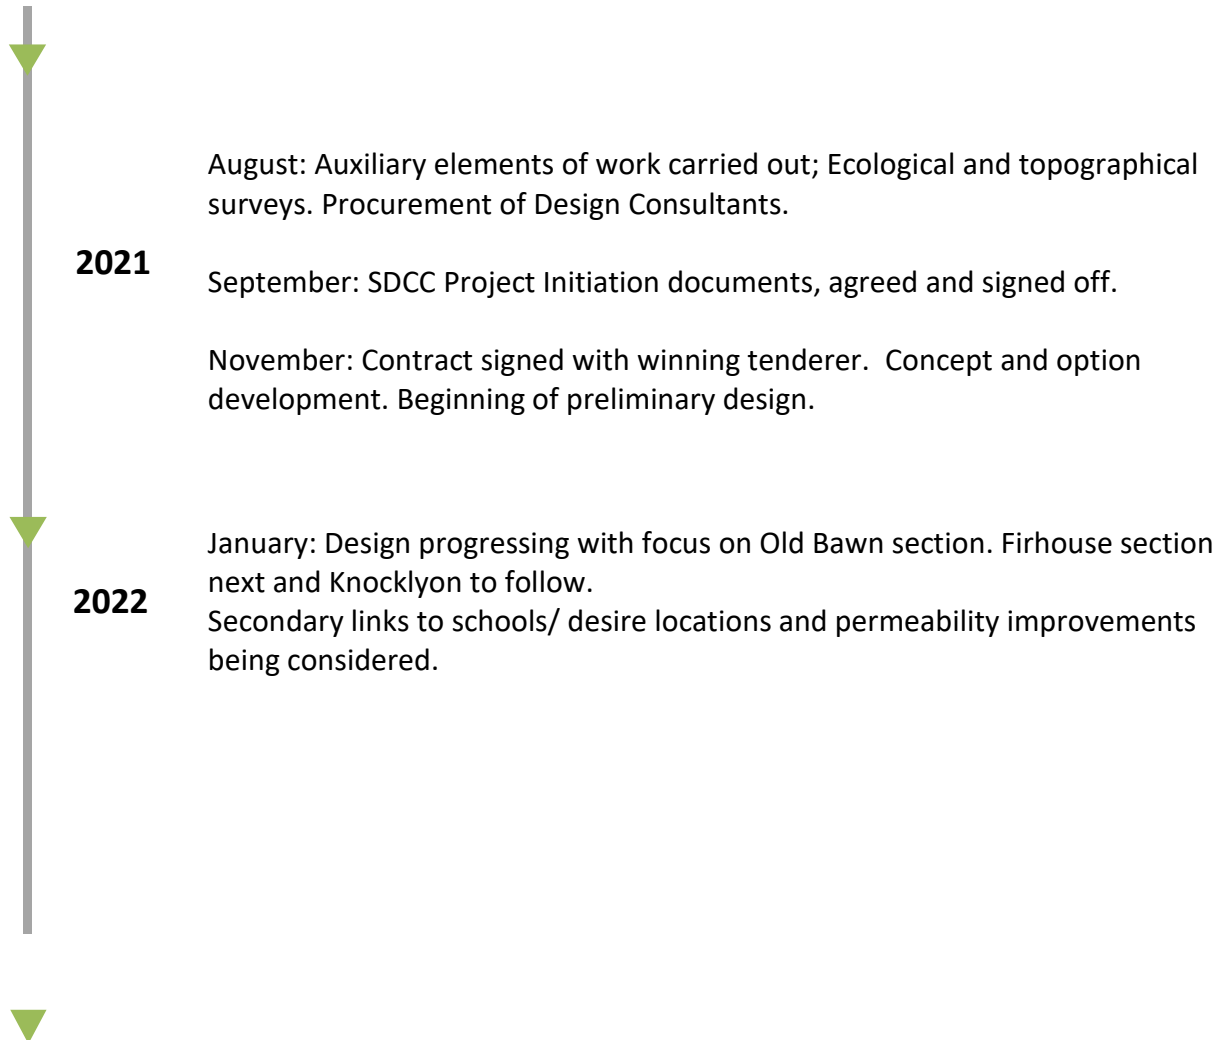 August: Auxiliary elements of work carried out; Ecological and topographical
surveys. Procurement of Design Consultants.
2021
September: SDCC Project Initiation documents, agreed and signed off.
November: Contract signed with winning tenderer.  Concept and option
development. Beginning of preliminary design.
January: Design progressing with focus on Old Bawn section. Firhouse section
next and Knocklyon to follow.
2022
Secondary links to schools/ desire locations and permeability improvements
being considered.